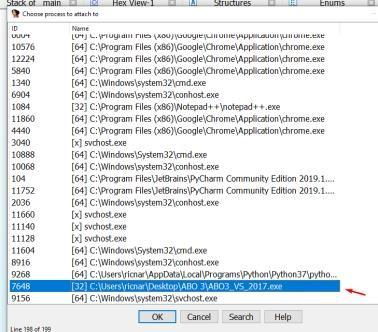 Stack of main
Hex View-1
Structures
Enums
Choose process to attach to
ID Name
[64] C:\Program Files (x86)\Google\Chrome\Application\chrome.exe
10576 [64] C:\Program Files (x86)\Google\Chrome\Application\chrome.exe
12224 [64] C:\Program Files (x86)\Google\Chrome\Application\chrome.exe
5840 [64] C:\Program Files (x86)\Google\Chrome\Application\chrome.exe
1340 [64] C:\Windows\system32\cmd.exe
6904 [64] C:\Windows\system32\conhost.exe
1084 [32] C:\Program Files (x86)\Notepad++\notepad++.exe
11860 [64] C:\Program Files (x86)\Google\Chrome\Application\chrome.exe
4440 [64] C:\Program Files (x86)\Google\Chrome\Application\chrome.exe
3040 [x] svchost.exe
10888 [64] C:\Windows\System32\cmd.exe
10068 [64] C:\Windows\system32\conhost.exe
104 [64] C:\Program Files\JetBrains\PyCharm Community Edition 2019.1....
11752 [64] C:\Program Files\JetBrains\PyCharm Community Edition 2019.1....
2036 [64] C:\Windows\system32\conhost.exe
11660 [x] svchost.exe
11140 [x] svchost.exe
11128 [x] svchost.exe
11604 [64] C:\Windows\System32\cmd.exe
8916 [64] C:\Windows\system32\conhost.exe
9268 [64] C:\Users\ricnar\AppData\Local\Programs\Python\Python37\pytho...
7648 [32] C:\Users\ricnar\Desktop\ABO 3\ABO3_VS_2017.exe
9156 [64] C:\Windows\system32\svchost.exe
OK Cancel Search Help
Line 198 of 199